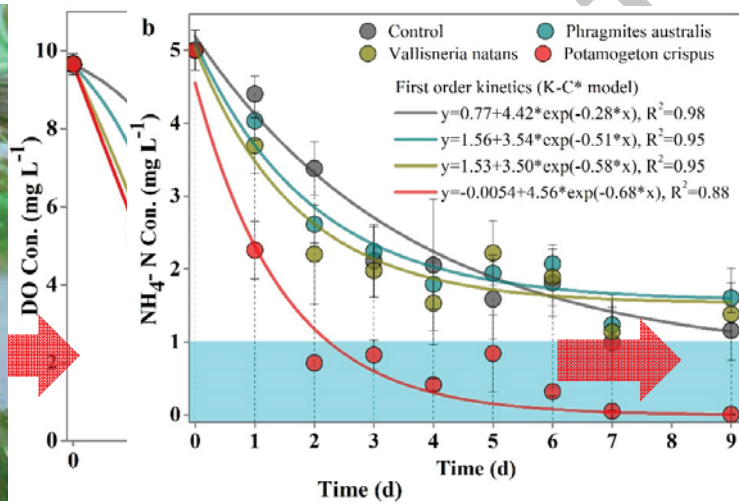 b
Control
Phragmites australis
Vallisneria natans
Potamogeton crispus
First order kinetics (K-C* model)
y=0.77+4.42*exp(-0.28*x), R²=0.98
y=1.56+3.54*exp(-0.51*x), R²=0.95
y=1.53+3.50*exp(-0.58*x), R²=0.95
y=-0.0054+4.56*exp(-0.68*x), R²=0.88
DO Con. (mg L⁻¹)
10
8
6
4
2
0
0
NH₄- N Con. (mg L⁻¹)
5
4
3
2
1
0
0 1 2 3 4 5 6 7 8 9
Time (d)
Time (d)